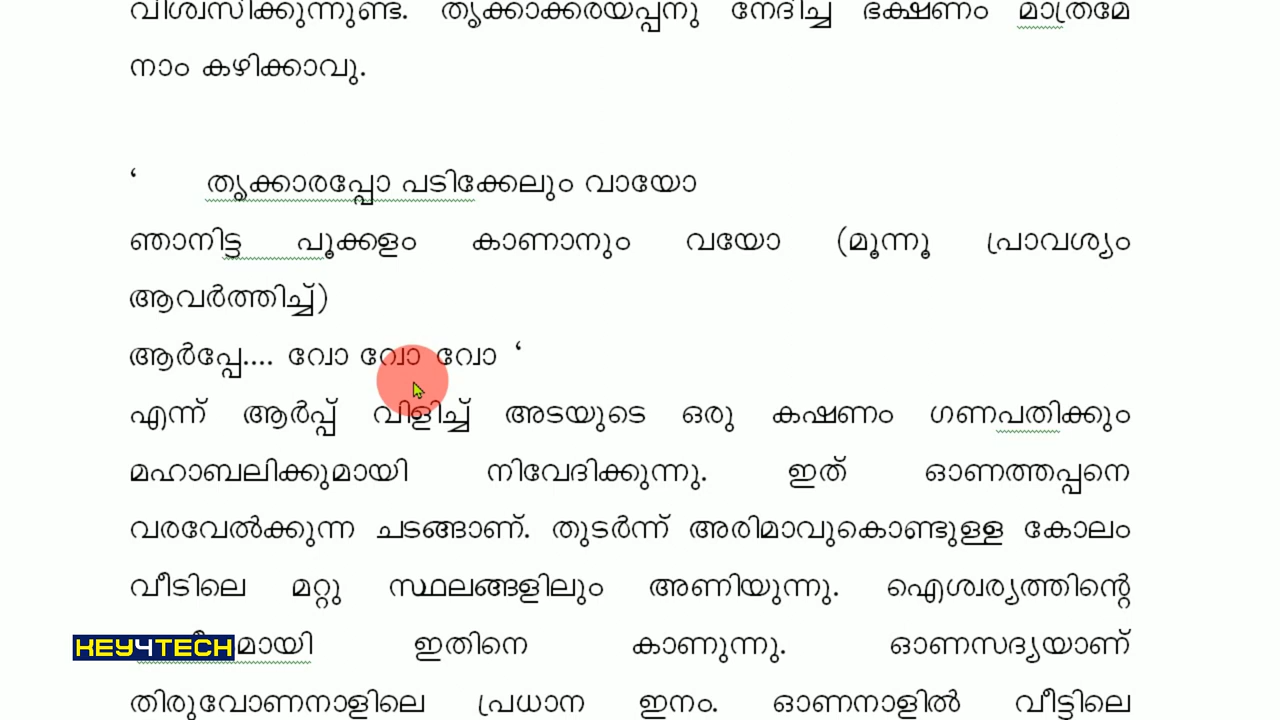 വിശ്വസിക്കുന്നുണ്ട. തൃക്കാക്കരയപ്പനു നേദിച്ച ഭക്ഷണം മാത്രമേ
നാം കഴിക്കാവു.
‘ തൃക്കാരപ്പോ പടിക്കേലും വായോ
ഞാനിട്ട പൂക്കളം കാണാനും വയോ (മൂന്നൂ പ്രാവശ്യം
ആവർത്തിച്ച്)
ആർപ്പേ.... വോ വോ വോ ‘
എന്ന് ആർപ്പ് വിളിച്ച് അടയുടെ ഒരു കഷണം ഗണപതിക്കും
മഹാബലിക്കുമായി നിവേദിക്കുന്നു. ഇത് ഓണത്തപ്പനെ
വരവേൽക്കുന്ന ചടങ്ങാണ്. തുടർന്ന് അരിമാവുകൊണ്ടുള്ള കോലം
വീടിലെ മറ്റു സ്ഥലങ്ങളിലും അണിയുന്നു. ഐശ്വര്യത്തിന്റെ
KEY4TECH മായി ഇതിനെ കാണുന്നു. ഓണസദ്യയാണ്
തിരുവോണനാളിലെ പ്രധാന ഇനം. ഓണനാളിൽ വീട്ടിലെ